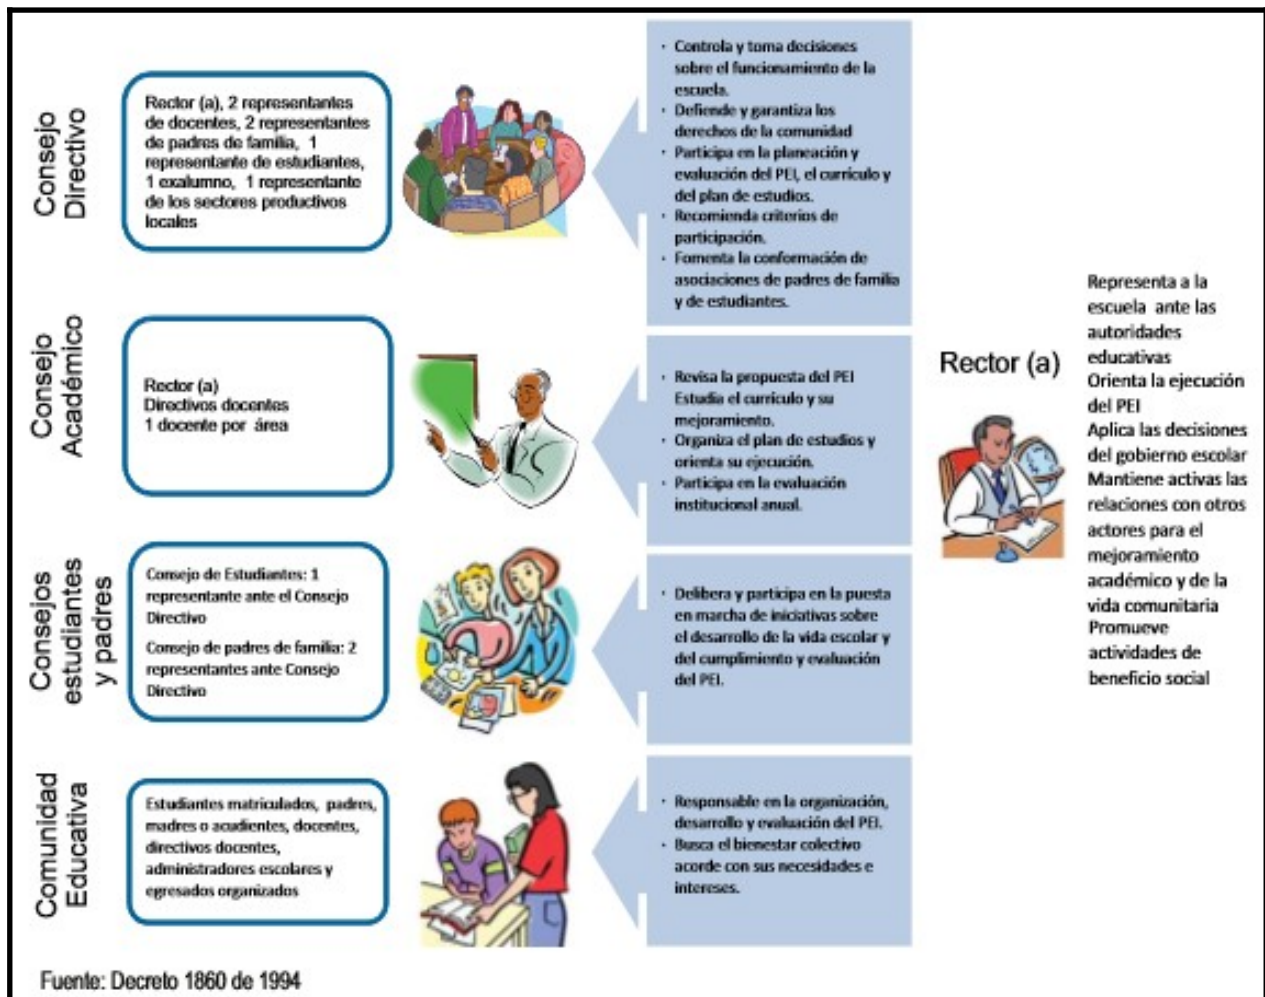 Consejo
Directivo
Rector (a), 2 representantes
de docentes, 2 representantes
de padres de familia, 1
representante de estudiantes,
1 exalumno, 1 representante
de los sectores productivos
locales
· Controla y toma decisiones
sobre el funcionamiento de la
escuela.
· Defiende y garantiza los
derechos de la comunidad
· Participa en la planeación y
evaluación del PEI, el currículo y
del plan de estudios.
· Recomienda criterios de
participación.
· Fomenta la conformación de
asociaciones de padres de familia
y de estudiantes.
Consejo
Académico
Rector (a)
Directivos docentes
1 docente por área
· Revisa la propuesta del PEI
Estudia el currículo y su
mejoramiento.
· Organiza el plan de estudios y
orienta su ejecución.
· Participa en la evaluación
institucional anual.
Consejos
estudiantes
y padres
Consejo de Estudiantes: 1
representante ante el Consejo
Directivo
Consejo de padres de familia: 2
representantes ante Consejo
Directivo
· Delibera y participa en la puesta
en marcha de iniciativas sobre
el desarrollo de la vida escolar y
del cumplimiento y evaluación
del PEI.
Comunidad
Educativa
Estudiantes matriculados, padres,
madres o acudientes, docentes,
directivos docentes,
administradores escolares y
egresados organizados
· Responsable en la organización,
desarrollo y evaluación del PEI.
· Busca el bienestar colectivo
acorde con sus necesidades e
intereses.
Rector (a)
Representa a la
escuela ante las
autoridades
educativas
Orienta la ejecución
del PEI
Aplica las decisiones
del gobierno escolar
Mantiene activas las
relaciones con otros
actores para el
mejoramiento
académico y de la
vida comunitaria
Promueve
actividades de
beneficio social
Fuente: Decreto 1860 de 1994